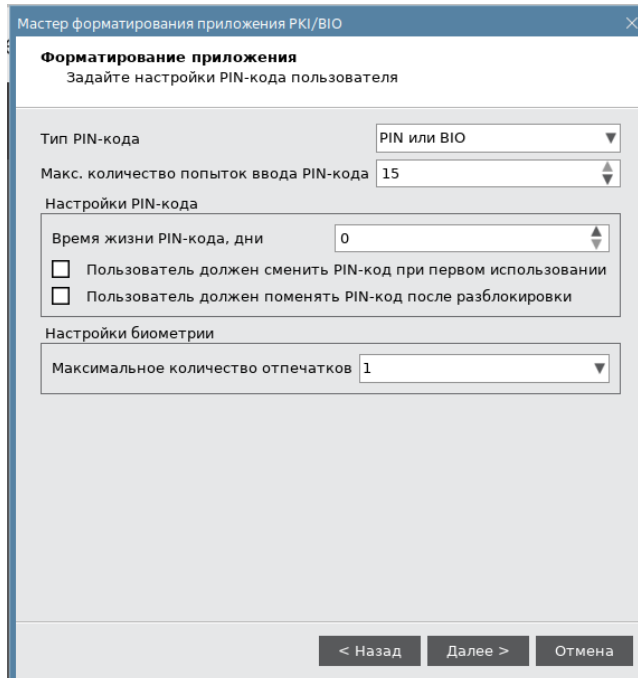 Мастер форматирования приложения PKI/BIO
Форматирование приложения
Задайте настройки PIN-кода пользователя
Тип PIN-кода PIN или BIO
Макс. количество попыток ввода PIN-кода 15
Настройки PIN-кода
Время жизни PIN-кода, дни 0
Пользователь должен сменить PIN-код при первом использовании
Пользователь должен поменять PIN-код после разблокировки
Настройки биометрии
Максимальное количество отпечатков 1
< Назад Далее > Отмена